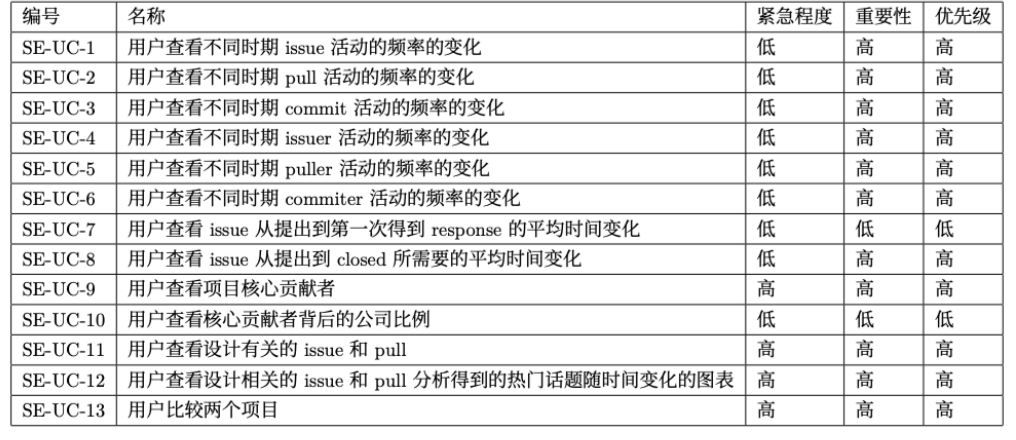 编号 名称 紧急程度 重要性 优先级
SE-UC-1 用户查看不同时期 issue 活动的频率的变化 低 高 高
SE-UC-2 用户查看不同时期 pull 活动的频率的变化 低 高 高
SE-UC-3 用户查看不同时期 commit 活动的频率的变化 低 高 高
SE-UC-4 用户查看不同时期 issuer 活动的频率的变化 低 高 高
SE-UC-5 用户查看不同时期 puller 活动的频率的变化 低 高 高
SE-UC-6 用户查看不同时期 commiter 活动的频率的变化 低 高 高
SE-UC-7 用户查看 issue 从提出到第一次得到 response 的平均时间变化 低 低 低
SE-UC-8 用户查看 issue 从提出到 closed 所需要的平均时间变化 低 高 高
SE-UC-9 用户查看项目核心贡献者 高 高 高
SE-UC-10 用户查看核心贡献者背后的公司比例 低 低 低
SE-UC-11 用户查看设计有关的 issue 和 pull 高 高 高
SE-UC-12 用户查看设计相关的 issue 和 pull 分析得到的热门话题随时间变化的图表 高 高 高
SE-UC-13 用户比较两个项目 高 高 高